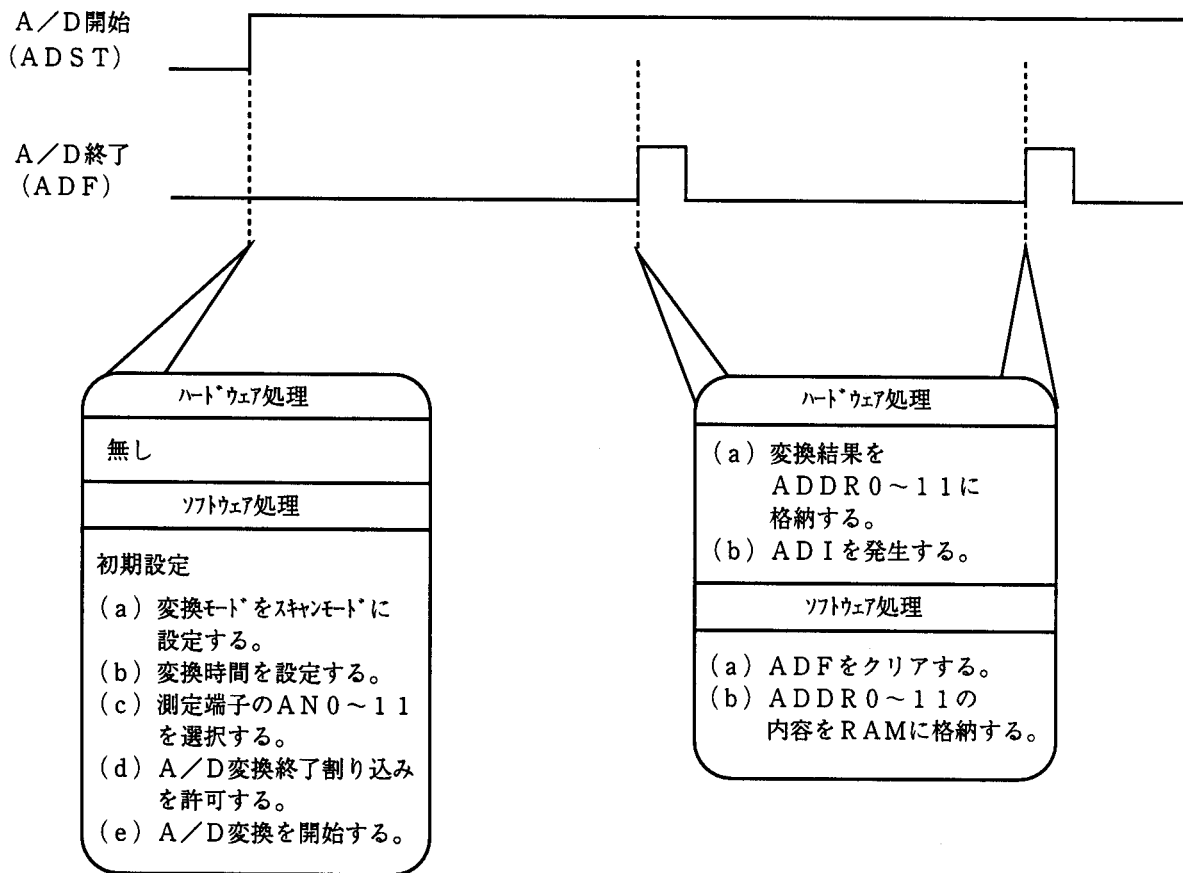 A/D開始
(ADST)
A/D終了
(ADF)
ハードウェア処理
無し
ソフトウェア処理
初期設定
(a) 変換モードをスキャンモードに
設定する。
(b) 変換時間を設定する。
(c) 測定端子のAN0~11
を選択する。
(d) A/D変換終了割り込み
を許可する。
(e) A/D変換を開始する。
ハードウェア処理
(a) 変換結果を
ADDR0~11に
格納する。
(b) ADIを発生する。
ソフトウェア処理
(a) ADFをクリアする。
(b) ADDR0~11の
内容をRAMに格納する。